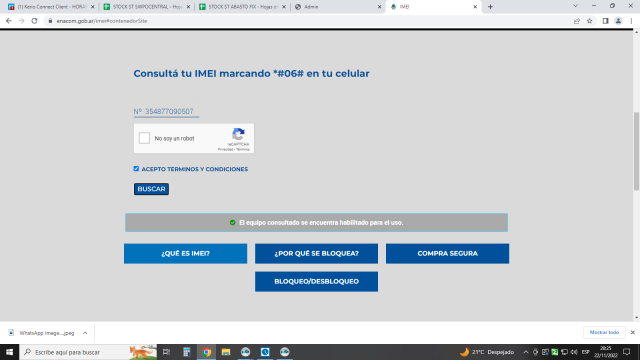 (1) Kenu Connect Client - HORA
STOCK ST SMPOCENTRAL - Hoja
STOCK ST ABASTO FIX - Hojas de
Admin
IMEI
enacom.gob.ar/imei#contenedorSite
Consultá tu IMEI marcando *#06# en tu celular
Nº 354877090507
No soy un robot
reCAPTCHA
Privacidad - Términos
ACEPTO TERMINOS Y CONDICIONES
BUSCAR
El equipo consultado se encuentra habilitado para el uso.
¿QUÉ ES IMEI?
¿POR QUÉ SE BLOQUEA?
COMPRA SEGURA
BLOQUEO/DESBLOQUEO
WhatsApp Image....jpeg
Mostrar todo
Escribe aquí para buscar
21°C Despejado
ESP
20:25
22/11/2022